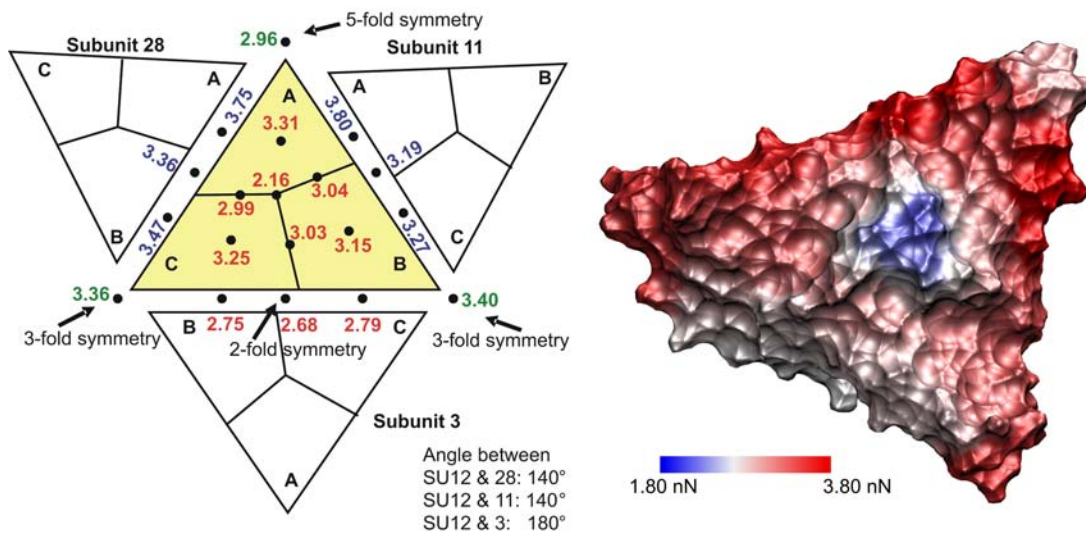 5-fold symmetry
2.96
Subunit 28
Subunit 11
C
A
A
B
A
3.75
3.80
3.31
3.36
3.19
2.16
3.04
2.99
3.47
3.03
3.15
3.27
3.25
B
C
B
C
3.36
3.40
3-fold symmetry
2-fold symmetry
3-fold symmetry
B
2.75
2.68
2.79
C
Subunit 3
A
Angle between
SU12 & 28: 140°
SU12 & 11: 140°
SU12 & 3: 180°
1.80 nN
3.80 nN